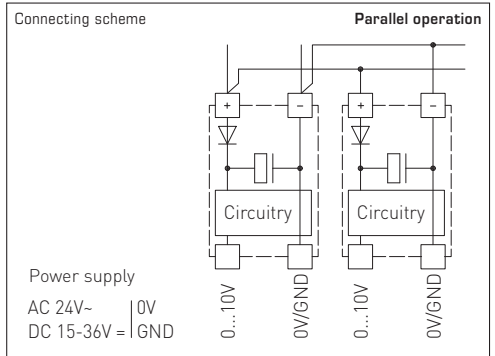 Connecting scheme
Parallel operation
+
–
+
–
Circuitry
Circuitry
Power supply
AC 24V~ 0V
DC 15-36V = GND
0...10V
0V/GND
0...10V
0V/GND